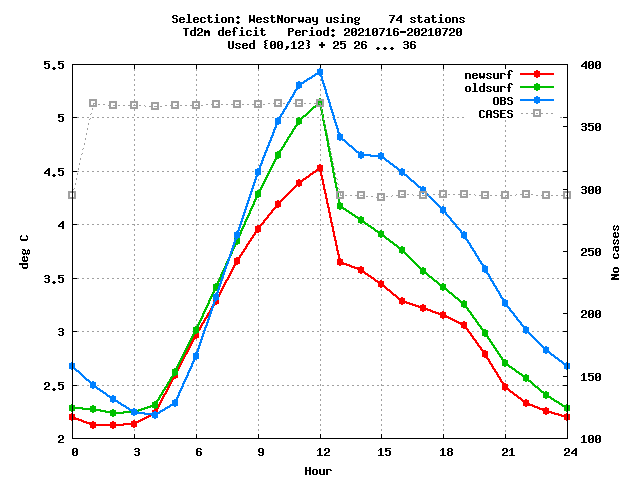 Selection: WestNorway using    74 stations
Td2m deficit   Period: 20210716-20210720
Used {00,12} + 25 26 ... 36
5.5
5
4.5
4
3.5
3
2.5
2
deg C
400
350
300
250
200
150
100
No cases
newsurf
oldsurf
OBS
CASES
0 3 6 9 12 15 18 21 24
Hour